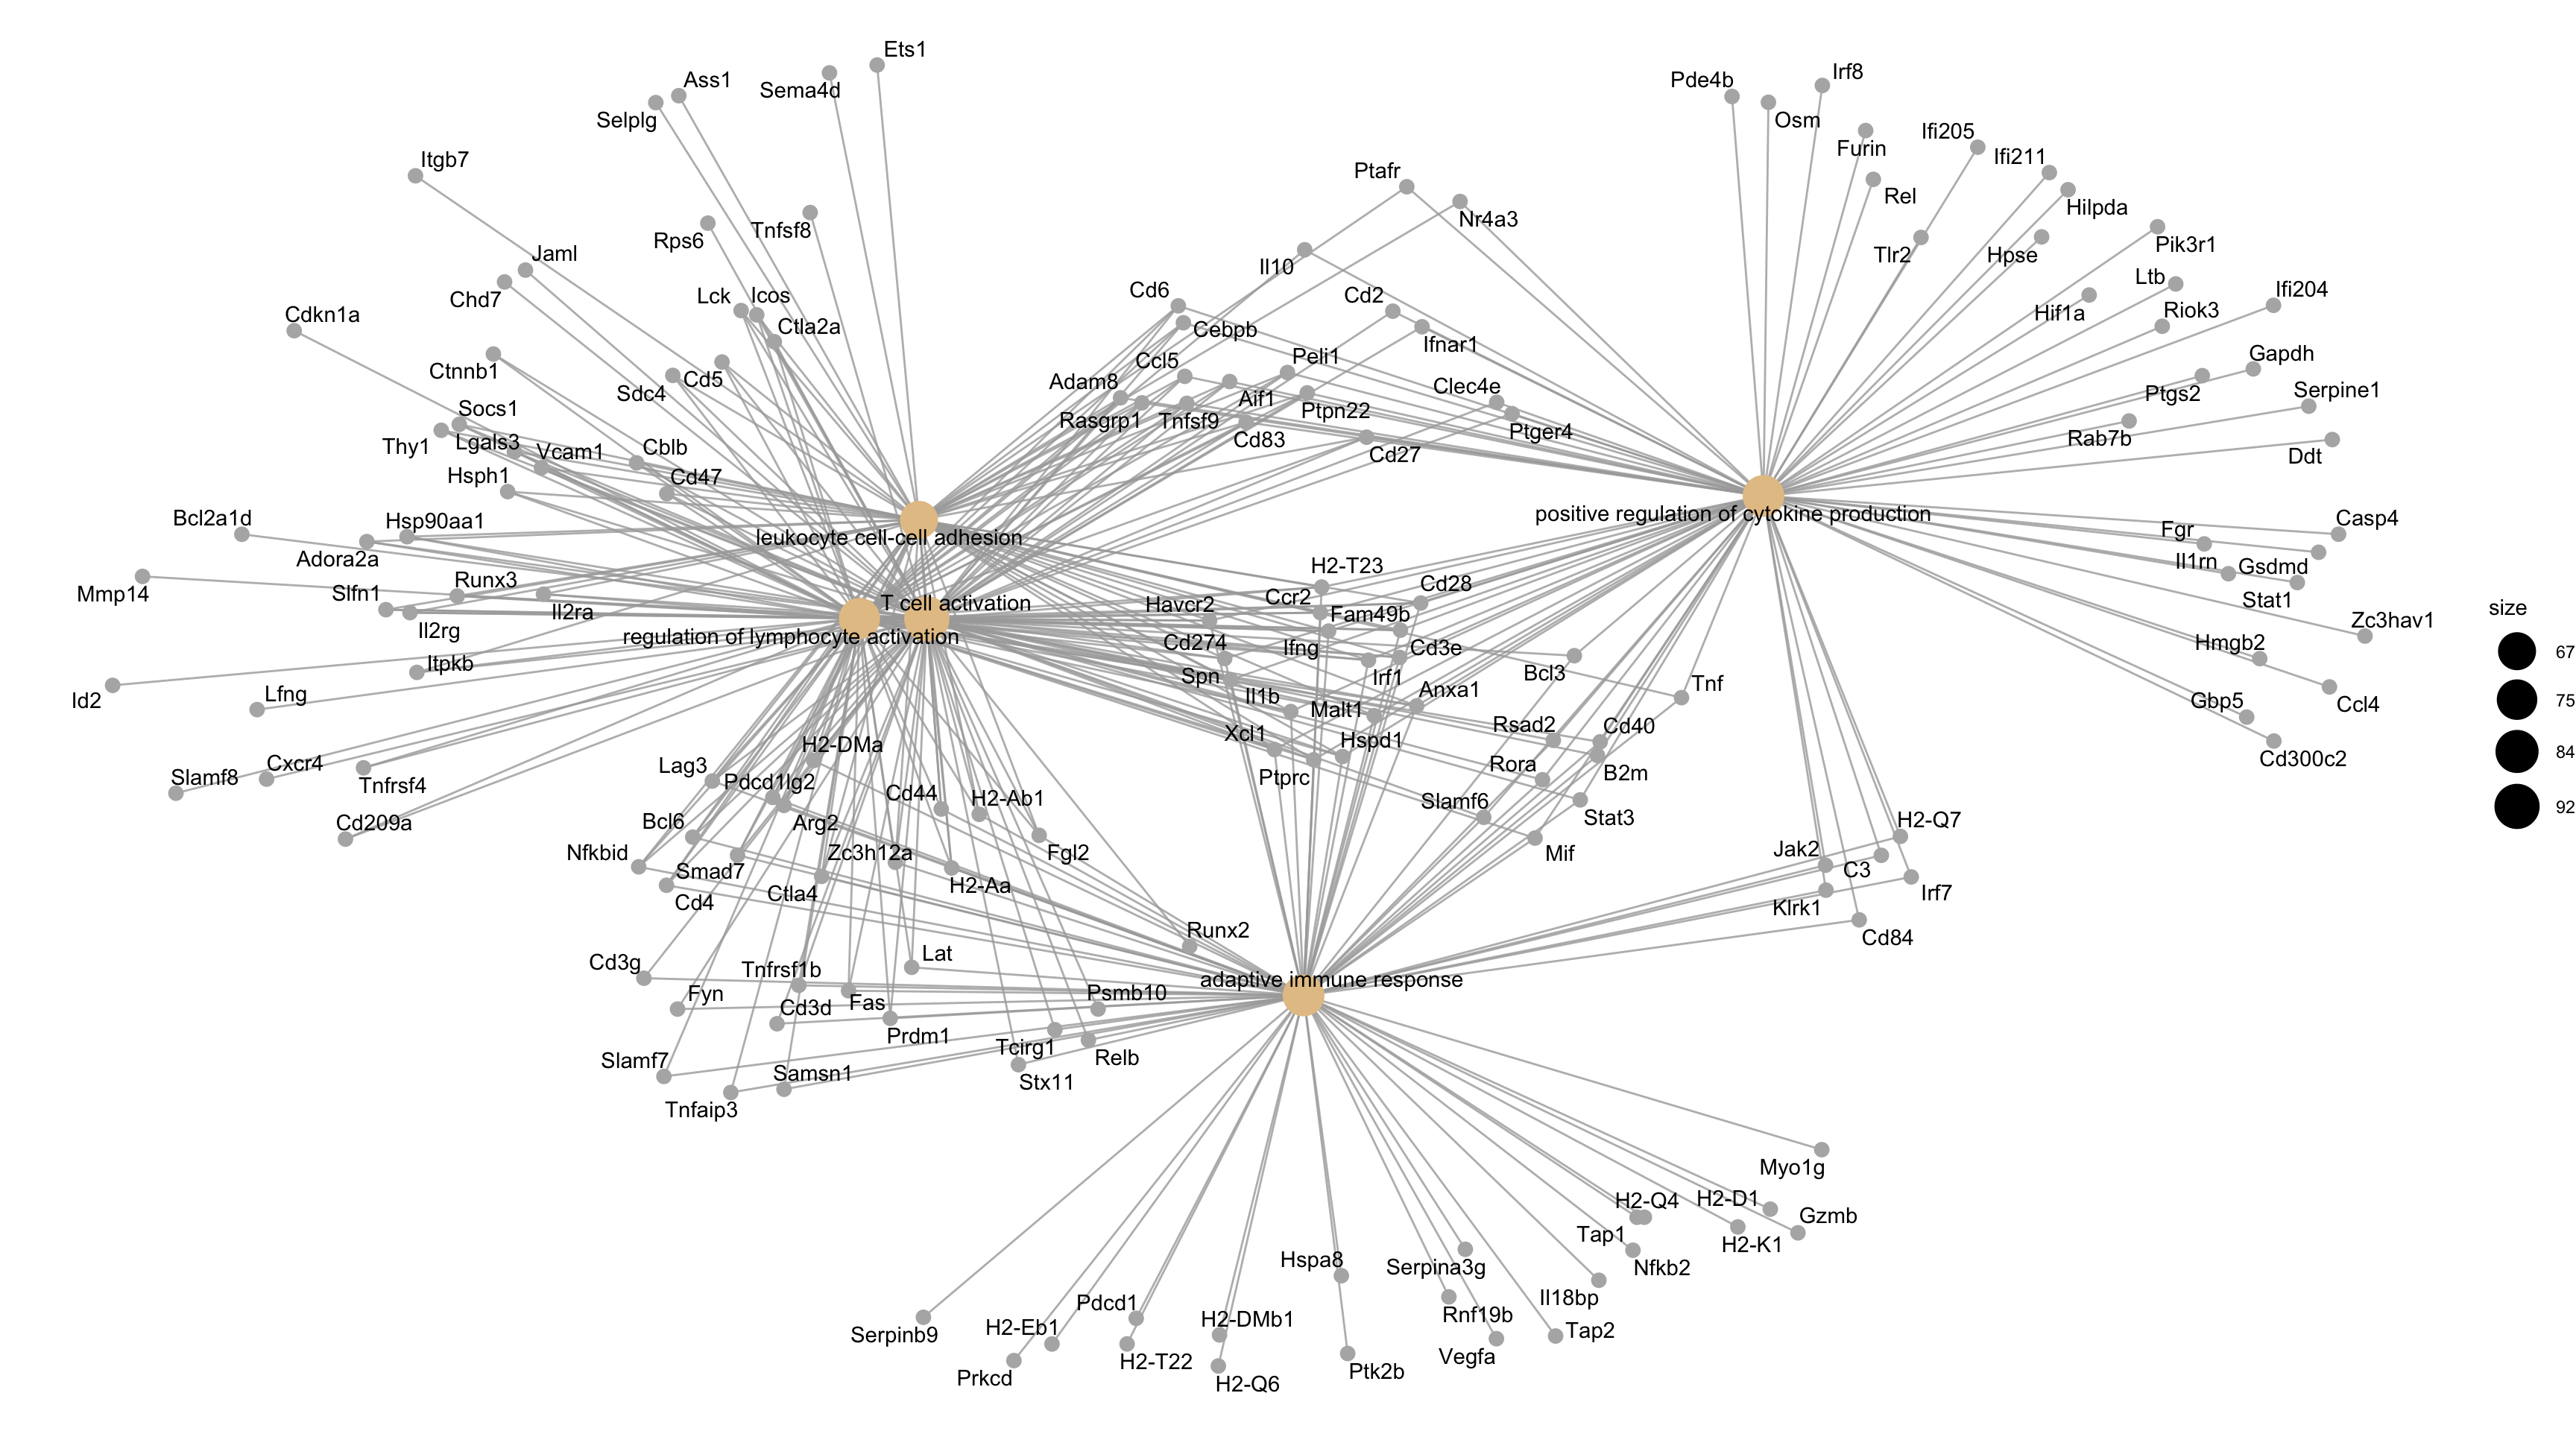 Ets1
Ass1
Sema4d
Selplg
Pde4b
Irf8
Osm
Ifi205
Furin
Ifi211
Itgb7
Ptafr
Rel
Hilpda
Nr4a3
Tnfsf8
Rps6
Pik3r1
Jaml
Tlr2
Hpse
Il10
Ltb
Chd7
Lck
Icos
Cd6
Cd2
Ifi204
Hif1a
Riok3
Cdkn1a
Ctla2a
Cebpb
Ifnar1
Peli1
Ccl5
Gapdh
Ctnnb1
Sdc4
Cd5
Adam8
Clec4e
Aif1
Ptgs2
Serpine1
Socs1
Rasgrp1
Tnfsf9
Ptpn22
Cd83
Ptger4
Rab7b
Thy1
Lgals3
Vcam1
Cblb
Cd27
Ddt
Hsph1
Cd47
Bcl2a1d
Hsp90aa1
positive regulation of cytokine production
Casp4
Fgr
leukocyte cell-cell adhesion
Adora2a
Il1rn
Gsdmd
H2-T23
Runx3
Cd28
Mmp14
Slfn1
Il2ra
T cell activation
Havcr2
Ccr2
Fam49b
Stat1
size
Zc3hav1
Il2rg
regulation of lymphocyte activation
Cd274
Ifng
Cd3e
Hmgb2
67
Itpkb
Spn
Irf1
Bcl3
Tnf
Id2
Lfng
Il1b
Malt1
Anxa1
Gbp5
Ccl4
75
Rsad2
Cd40
Xcl1
Hspd1
H2-DMa
Cd300c2
84
Slamf8
Cxcr4
Tnfrsf4
Lag3
Pdcd1lg2
Ptprc
Rora
B2m
Cd44
H2-Ab1
Slamf6
Stat3
92
Cd209a
Bcl6
Arg2
H2-Q7
Nfkbid
Zc3h12a
Fgl2
Mif
Jak2
Smad7
C3
Cd4
Ctla4
H2-Aa
Irf7
Klrk1
Runx2
Cd84
Cd3g
Tnfrsf1b
Lat
adaptive immune response
Fyn
Cd3d
Fas
Psmb10
Prdm1
Tcirg1
Relb
Slamf7
Samsn1
Stx11
Tnfaip3
Myo1g
H2-Q4
H2-D1
Gzmb
Tap1
H2-K1
Hspa8
Serpina3g
Nfkb2
Il18bp
Pdcd1
H2-DMb1
Rnf19b
Serpinb9
H2-Eb1
Tap2
H2-T22
Vegfa
Prkcd
H2-Q6
Ptk2b